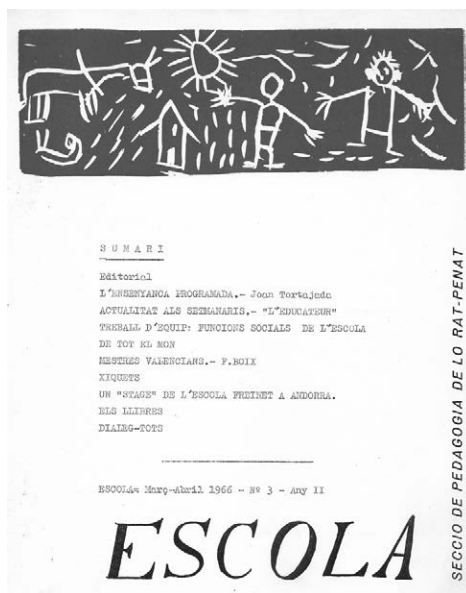 SUMARI
Editorial
L'ENSENYANCA PROGRAMADA.- Joan Tortajada
ACTUALITAT ALS SEMANARIS.- "L'EDUCATEUR"
TREBALL D'EQUIP: FUNCIONS SOCIALS DE L'ESCOLA
DE TOT EL MON
MESTRES VALENCIANS.- F.BOIX
XIQUETS
UN "STAGE" DE L'ESCOLA FREINET A ANDORRA.
ELS LLIBRES
DIALEG-TOTS
ESCOLA= Març-Abril 1966 - Nº 3 - Any II
ESCOLA
SECCIO DE PEDAGOGIA DE LO RAT-PENAT